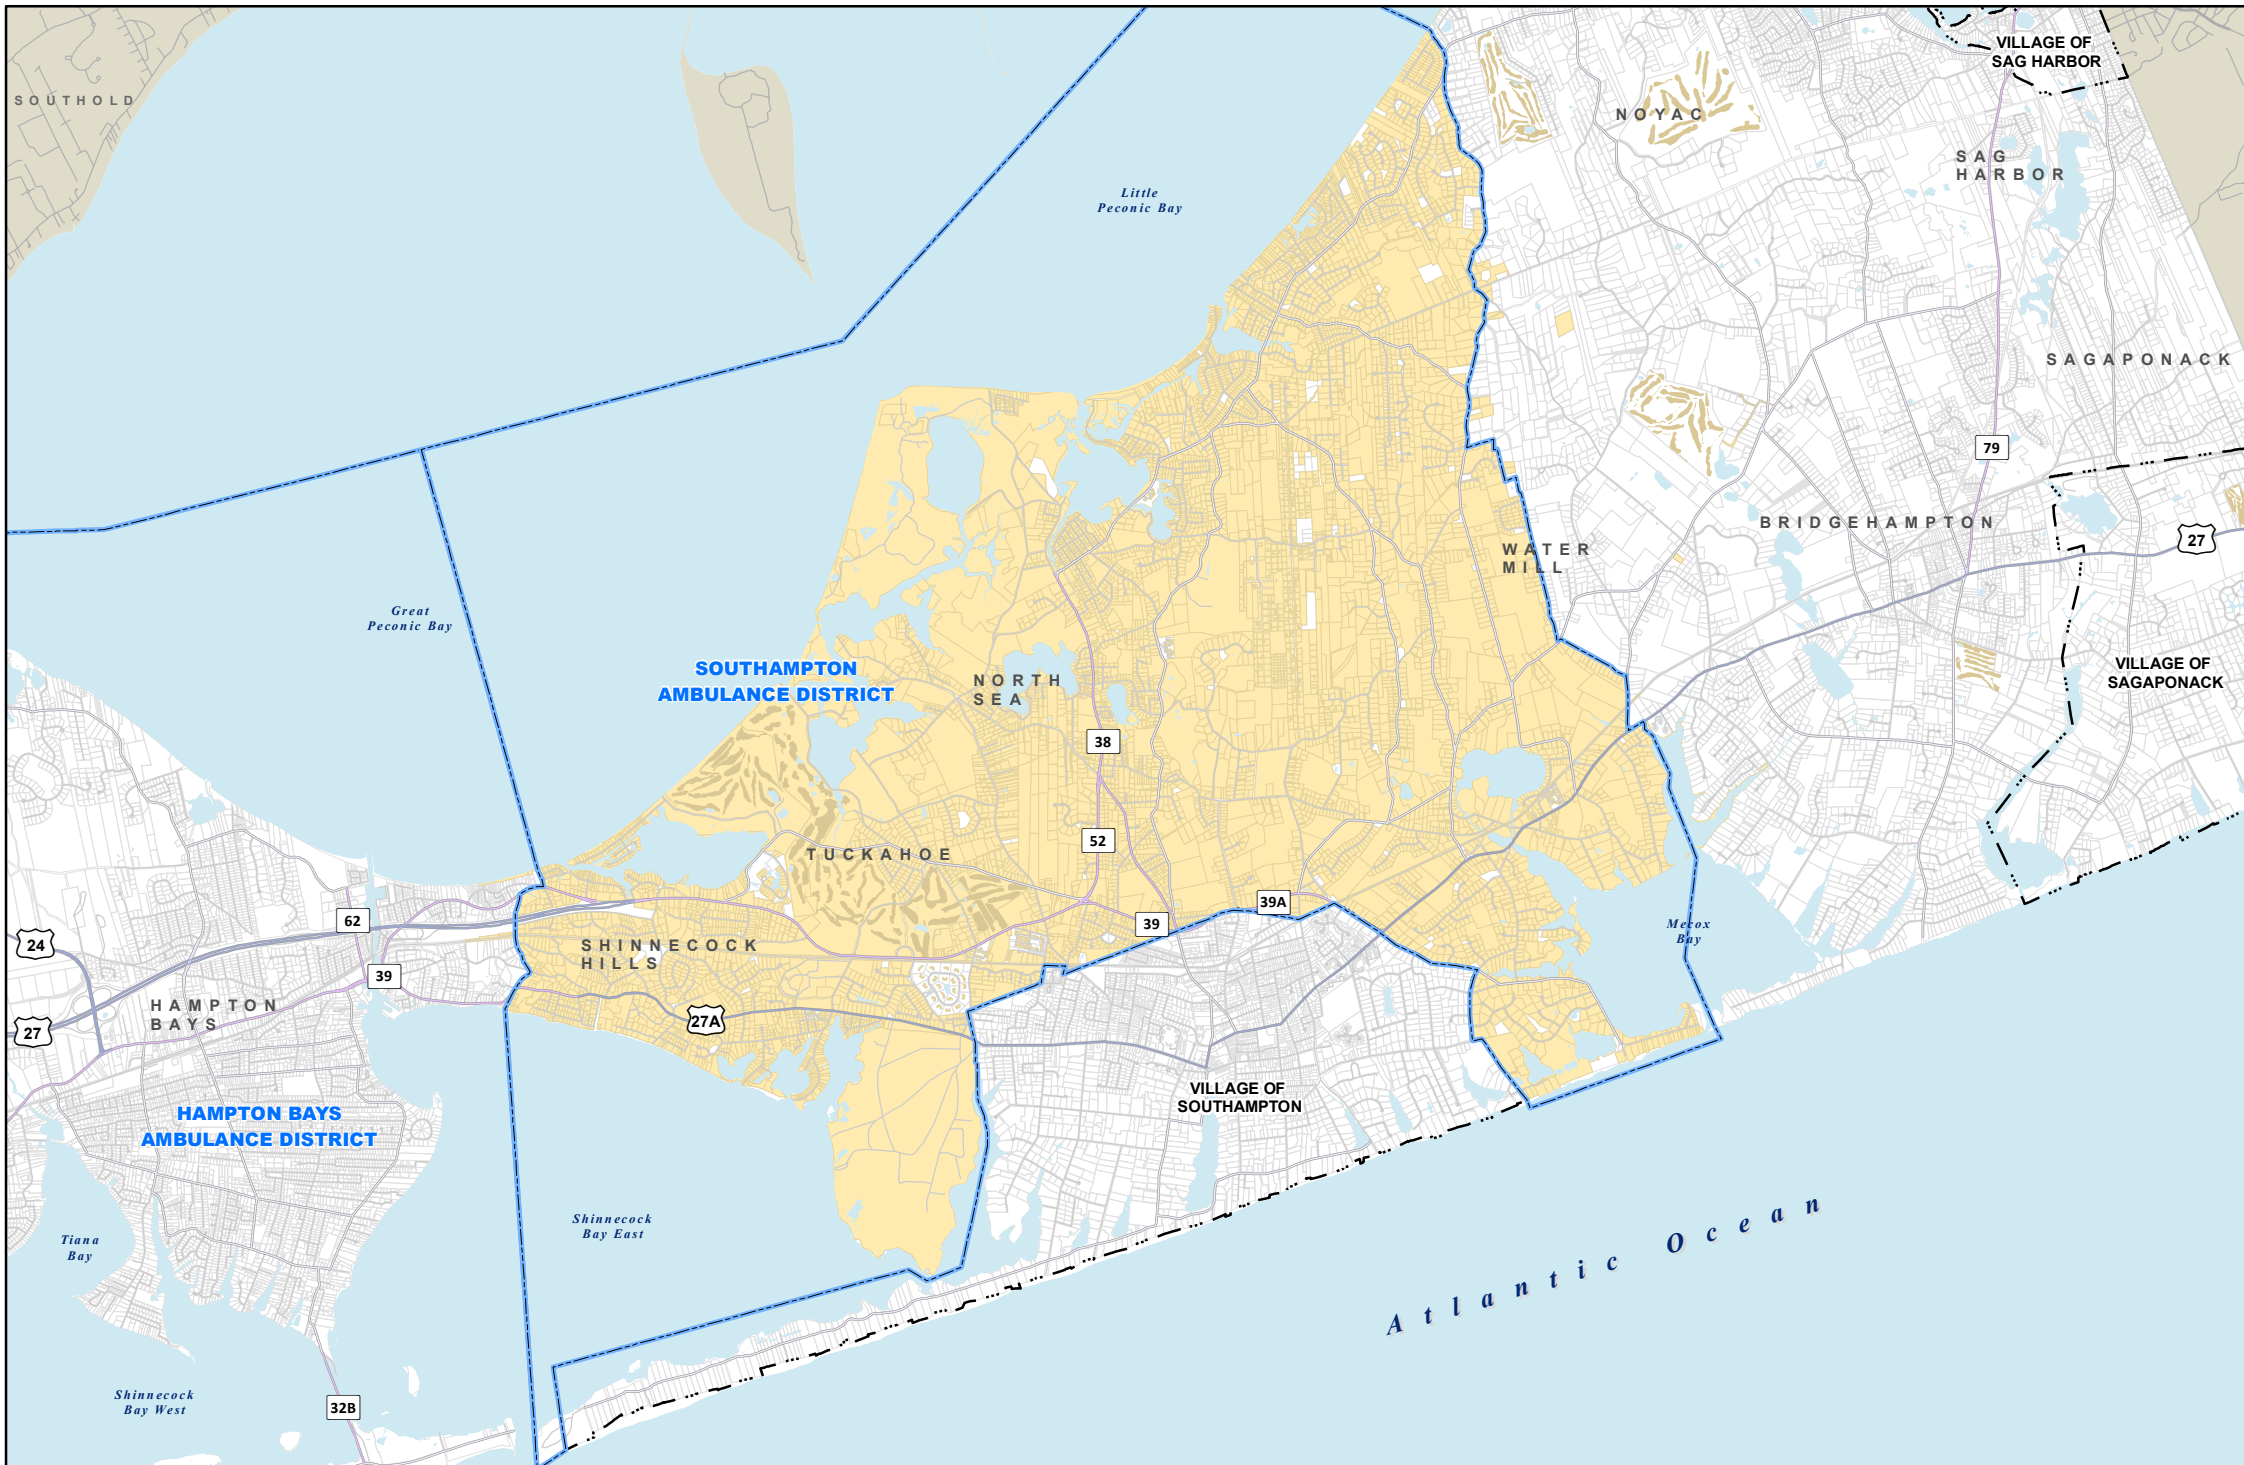 VILLAGE OF
SAG HARBOR
SOUTHOLD
NOYAC
SAG
HARBOR
Little
Peconic Bay
SAGAPONACK
79
BRIDGEHAMPTON
27
WATER
MILL
Great
Peconic Bay
SOUTHAMPTON
AMBULANCE DISTRICT
NORTH
SEA
VILLAGE OF
SAGAPONACK
38
52
TUCKAHOE
39A
62
39
Mecox
Bay
24
SHINNECOCK
HILLS
39
HAMPTON
BAYS
27
27A
VILLAGE OF
SOUTHAMPTON
HAMPTON BAYS
AMBULANCE DISTRICT
Shinnecock
Bay East
Tiana
Bay
Atlantic Ocean
Shinnecock
Bay West
32B